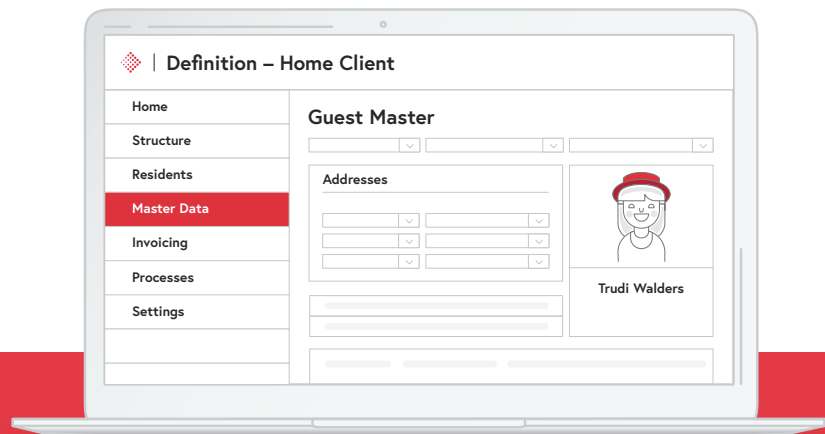 Definition – Home Client
Home
Structure
Residents
Master Data
Invoicing
Processes
Settings
Guest Master
Addresses
Trudi Walders